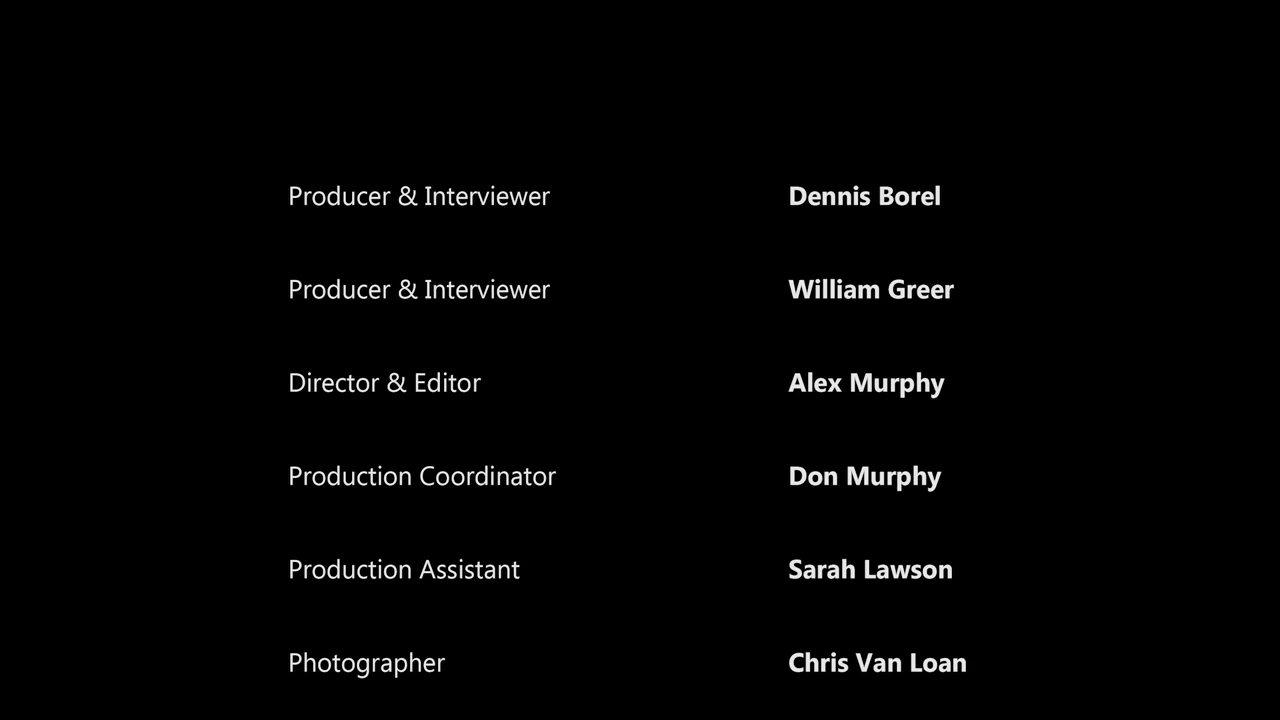 Producer & Interviewer Dennis Borel
Producer & Interviewer William Greer
Director & Editor Alex Murphy
Production Coordinator Don Murphy
Production Assistant Sarah Lawson
Photographer Chris Van Loan